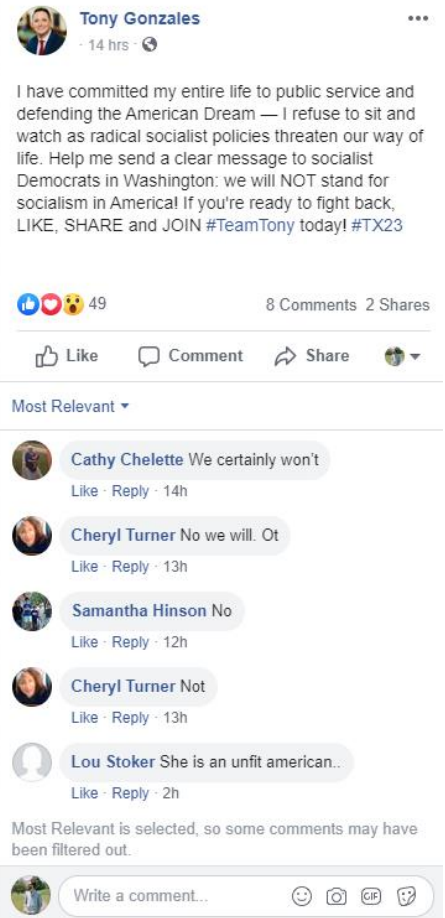 Tony Gonzales
14 hrs ·
I have committed my entire life to public service and
defending the American Dream — I refuse to sit and
watch as radical socialist policies threaten our way of
life. Help me send a clear message to socialist
Democrats in Washington: we will NOT stand for
socialism in America! If you're ready to fight back,
LIKE, SHARE and JOIN #TeamTony today! #TX23
49 8 Comments 2 Shares
Like Comment Share
Most Relevant
Cathy Chelette We certainly won't
Like · Reply · 14h
Cheryl Turner No we will. Ot
Like · Reply · 13h
Samantha Hinson No
Like · Reply · 12h
Cheryl Turner Not
Like · Reply · 13h
Lou Stoker She is an unfit american..
Like · Reply · 2h
Most Relevant is selected, so some comments may have
been filtered out.
Write a comment... GIF